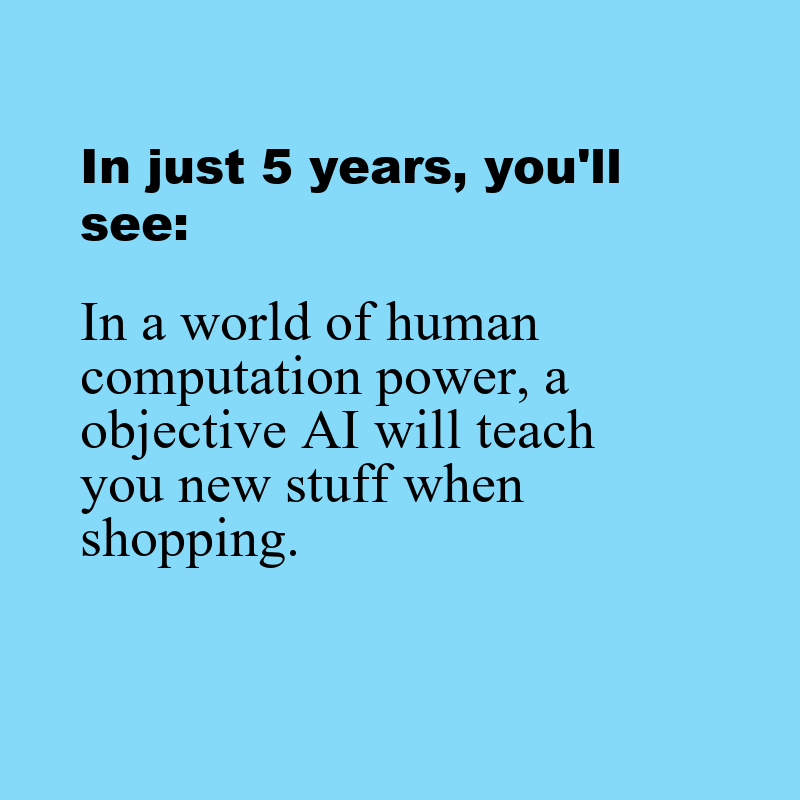 In just 5 years, you'll
see:
In a world of human
computation power, a
objective AI will teach
you new stuff when
shopping.